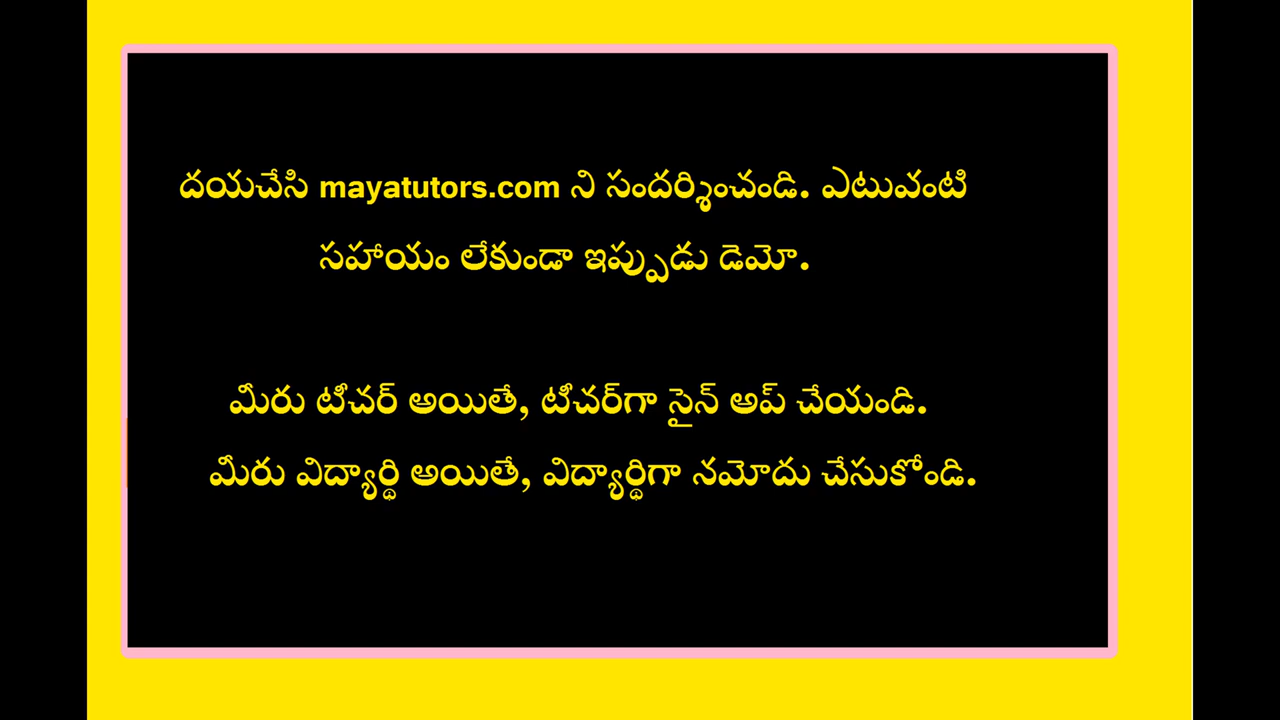 దయచేసి mayatutors.com ని సందర్శించండి. ఎటువంటి
సహాయం లేకుండా ఇప్పుడు డెమో.
మీరు టీచర్ అయితే, టీచర్‌గా సైన్ అప్ చేయండి.
మీరు విద్యార్థి అయితే, విద్యార్థిగా నమోదు చేసుకోండి.